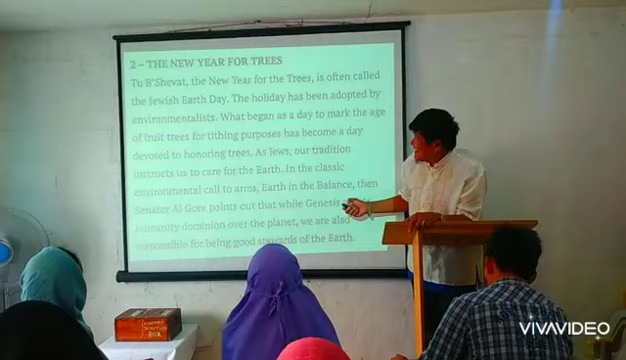 2 – THE NEW YEAR FOR TREES
Tu B'Shevat, the New Year for the Trees, is often called
the Jewish Earth Day. The holiday has been adopted by
environmentalists. What began as a day to mark the age
of fruit trees for tithing purposes has become a day
devoted to honoring trees. As Jews, our tradition
instructs us to care for the Earth. In the classic
environmental call to arms, Earth in the Balance, then
Senator Al Gore points out that while Genesis
humanity dominion over the planet, we are also
responsible for being good stewards of the Earth.
BOX
VIVAVIDEO